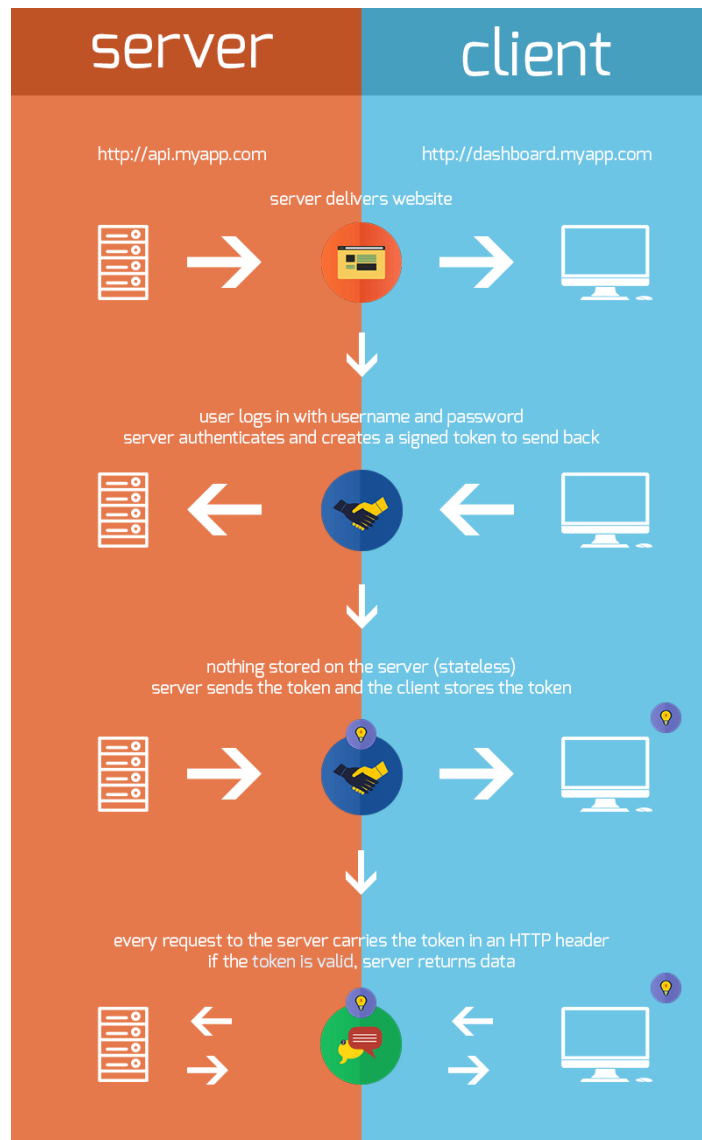 server
client
http://api.myapp.com
http://dashboard.myapp.com
server delivers website
user logs in with username and password
server authenticates and creates a signed token to send back
nothing stored on the server (stateless)
server sends the token and the client stores the token
every request to the server carries the token in an HTTP header
if the token is valid, server returns data